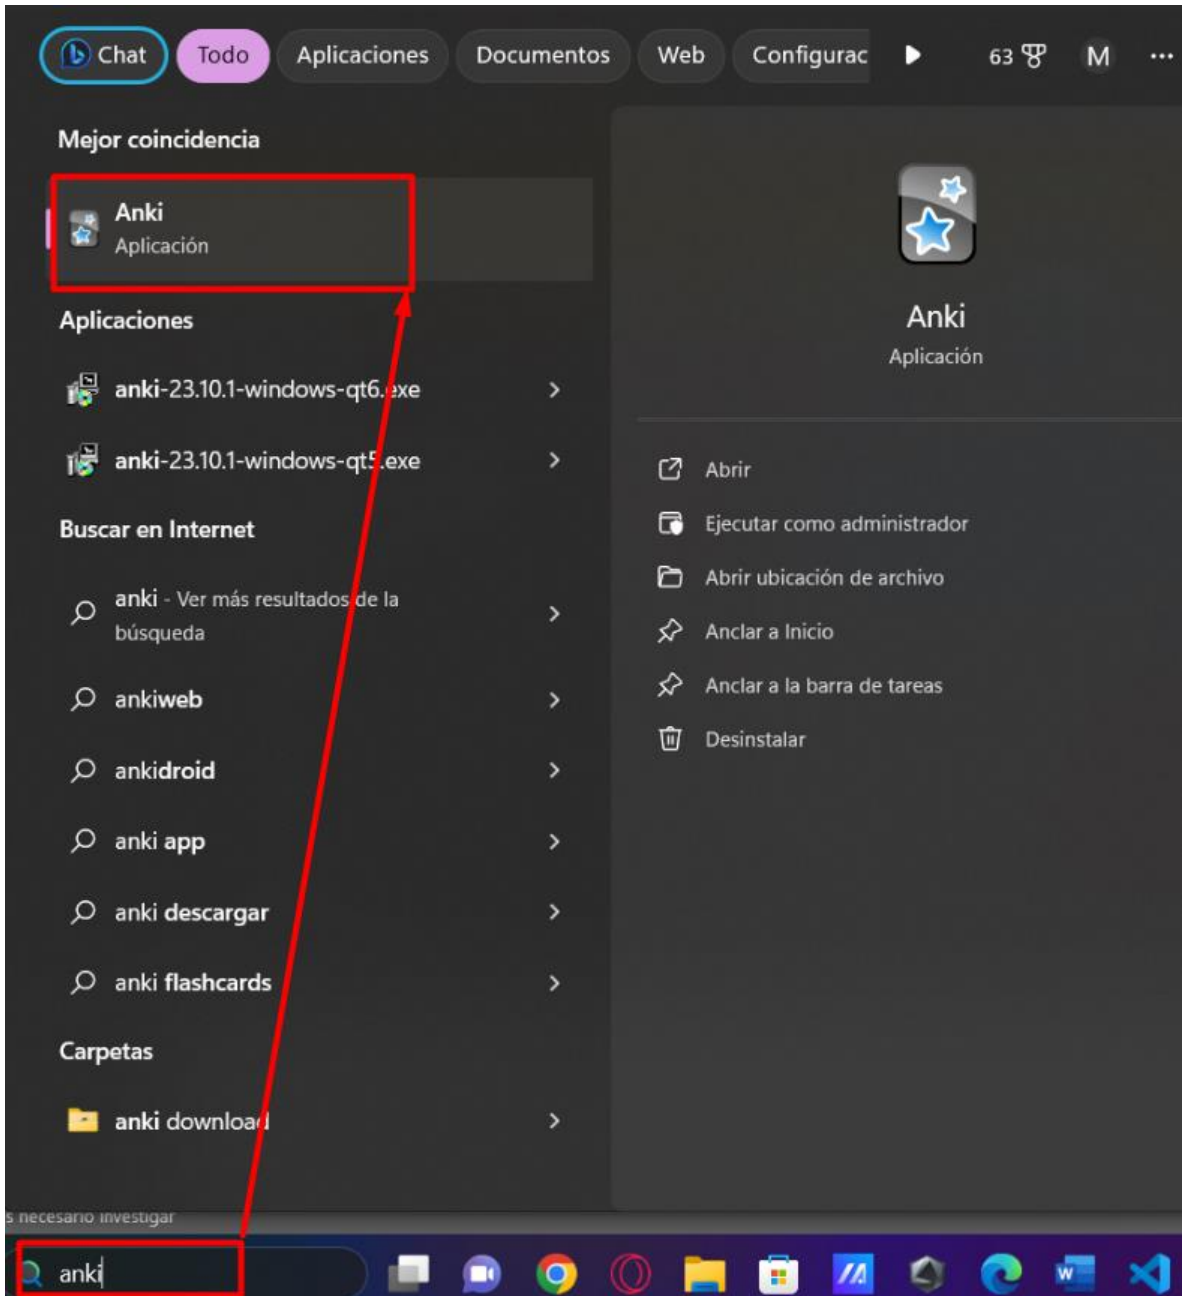 Chat Todo Aplicaciones Documentos Web Configurac 63 M ...
Mejor coincidencia
Anki
Aplicación
Aplicaciones
anki-23.10.1-windows-qt6.exe
anki-23.10.1-windows-qt5.exe
Buscar en Internet
anki - Ver más resultados de la
búsqueda
ankiweb
ankidroid
anki app
anki descargar
anki flashcards
Carpetas
anki download
Anki
Aplicación
Abrir
Ejecutar como administrador
Abrir ubicación de archivo
Anclar a Inicio
Anclar a la barra de tareas
Desinstalar
s necesario investigar
anki
W